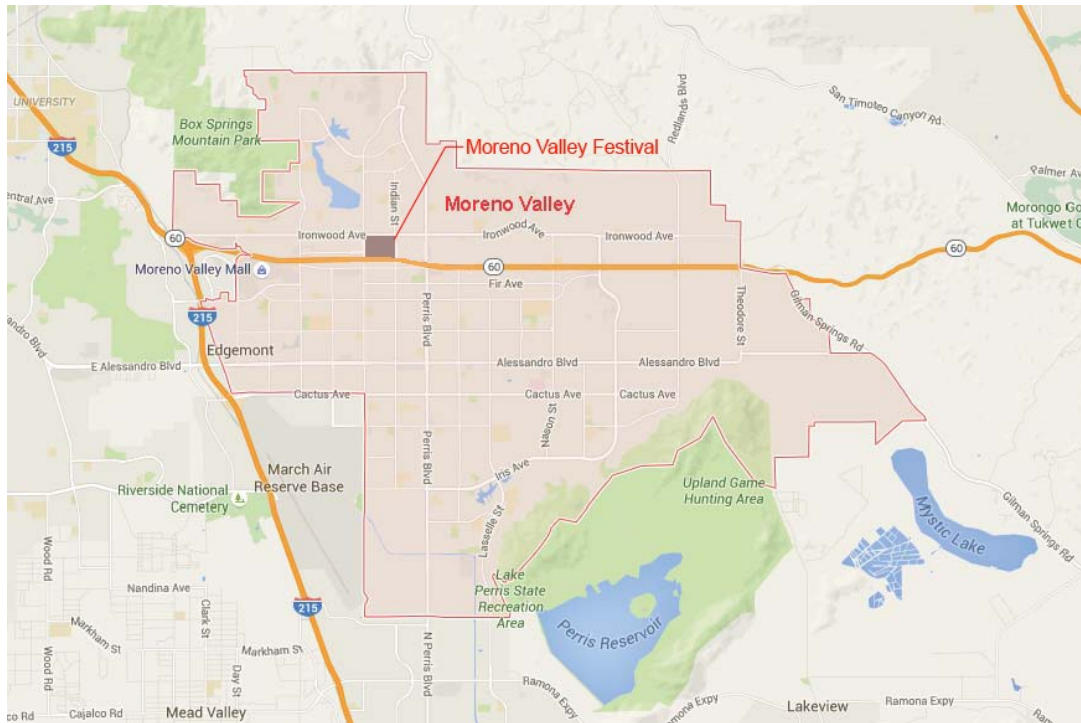 UNIVERSITY
215
Box Springs
Mountain Park
Redlands Blvd
San Timoteo Canyon Rd
Moreno Valley Festival
Palmer Ave
Central Ave
Indian St
Moreno Valley
Morongo Go
at Tukwet C
Ironwood Ave
Ironwood Ave
Ironwood Ave
60
60
60
Moreno Valley Mall
Fir Ave
215
Perris Blvd
Theodore St
Gilman Springs Rd
Edgemont
E Alessandro Blvd
Alessandro Blvd
Alessandro Blvd
Cactus Ave
Cactus Ave
Cactus Ave
Nason St
Perris Blvd
Iris Ave
March Air
Reserve Base
Riverside National
Cemetery
Upland Game
Hunting Area
Mystic Lake
Gilman Springs Rd
Lasselle St
Wood Rd
Nandina Ave
Clark St
215
Lake
Perris State
Recreation
Area
Perris Reservoir
Markham St
Markham St
N Perris Blvd
Wood Rd
Day St
Ramona Expy
Ramona Expy
Cajalco Rd
Mead Valley
Lakeview